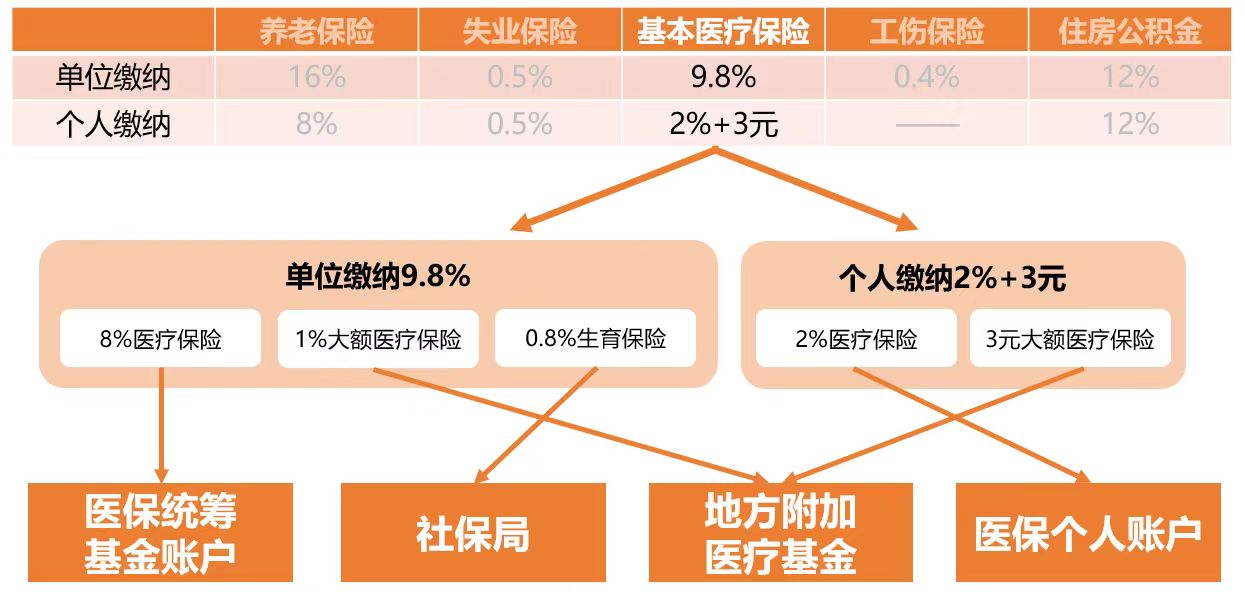 养老保险 失业保险 基本医疗保险 工伤保险 住房公积金
单位缴纳 16% 0.5% 9.8% 0.4% 12%
个人缴纳 8% 0.5% 2%+3元 —— 12%
单位缴纳9.8%
8%医疗保险 1%大额医疗保险 0.8%生育保险
个人缴纳2%+3元
2%医疗保险 3元大额医疗保险
医保统筹
基金账户
社保局
地方附加
医疗基金
医保个人账户